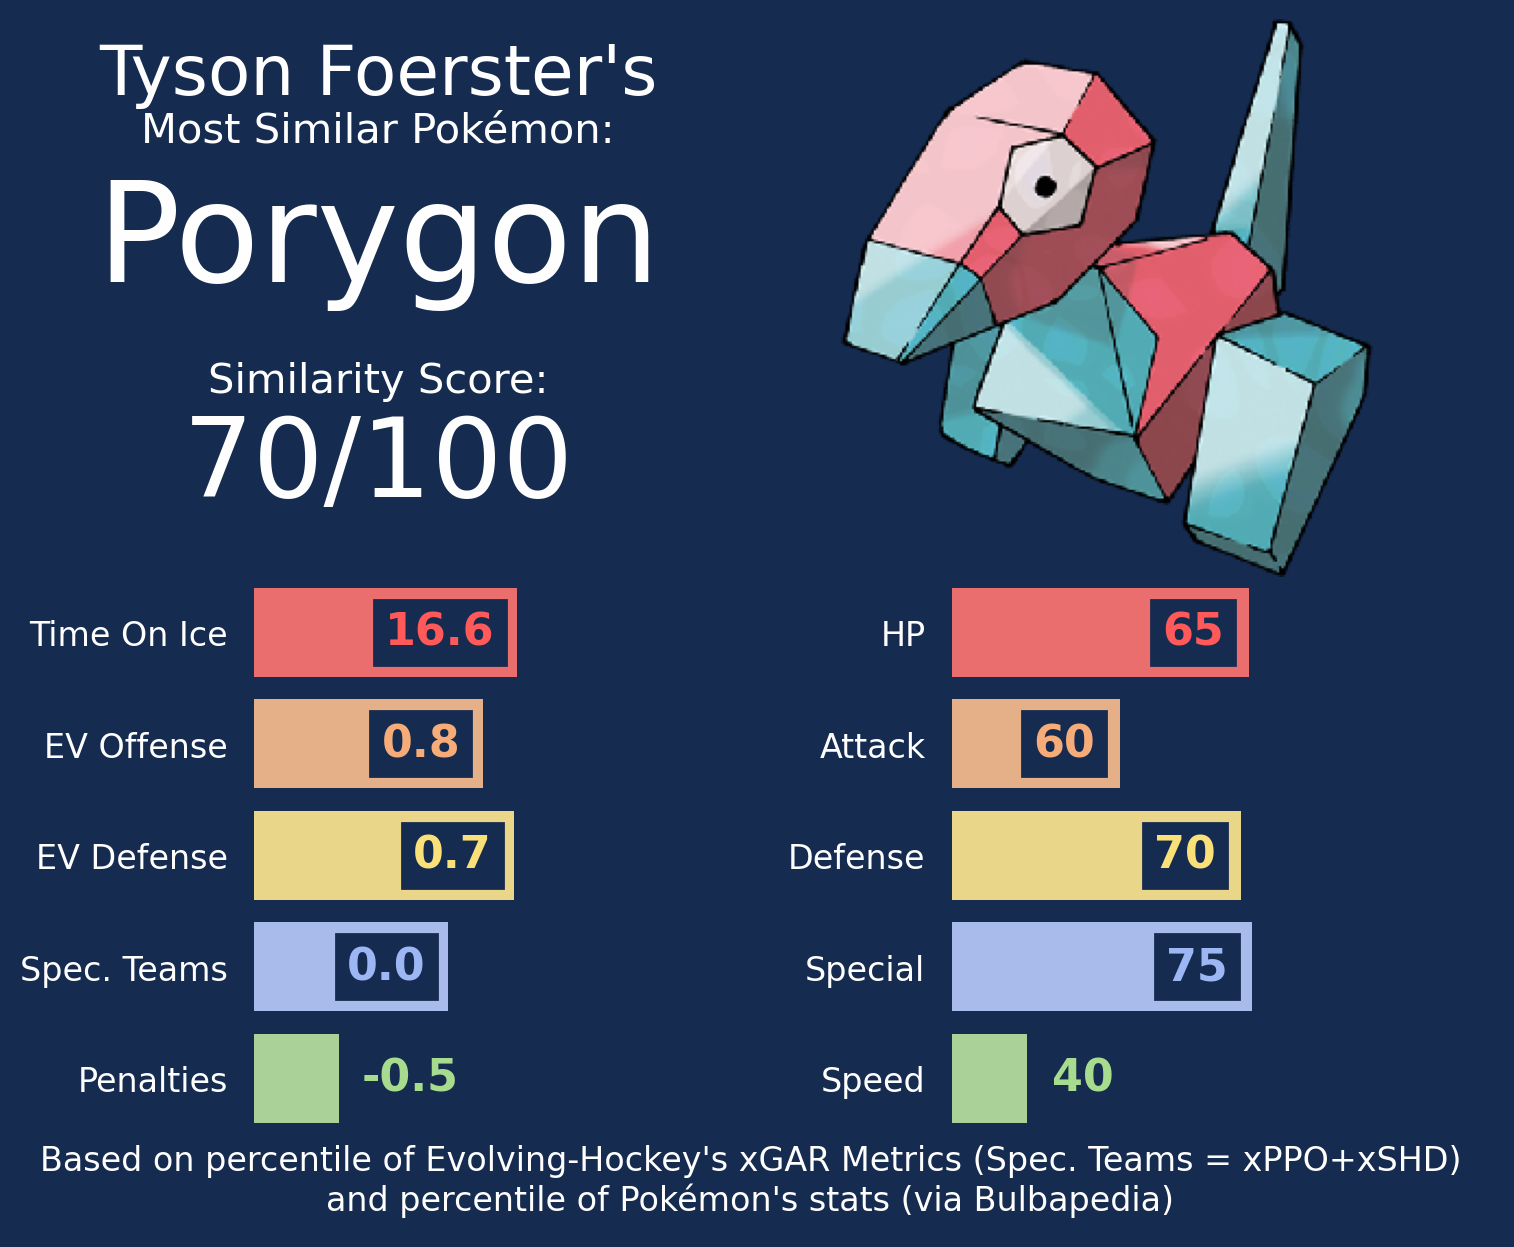 Tyson Foerster's
Most Similar Pokémon:
Porygon
Similarity Score:
70/100
Time On Ice 16.6
EV Offense 0.8
EV Defense 0.7
Spec. Teams 0.0
Penalties -0.5
HP 65
Attack 60
Defense 70
Special 75
Speed 40
Based on percentile of Evolving-Hockey's xGAR Metrics (Spec. Teams = xPPO+xSHD)
and percentile of Pokémon's stats (via Bulbapedia)